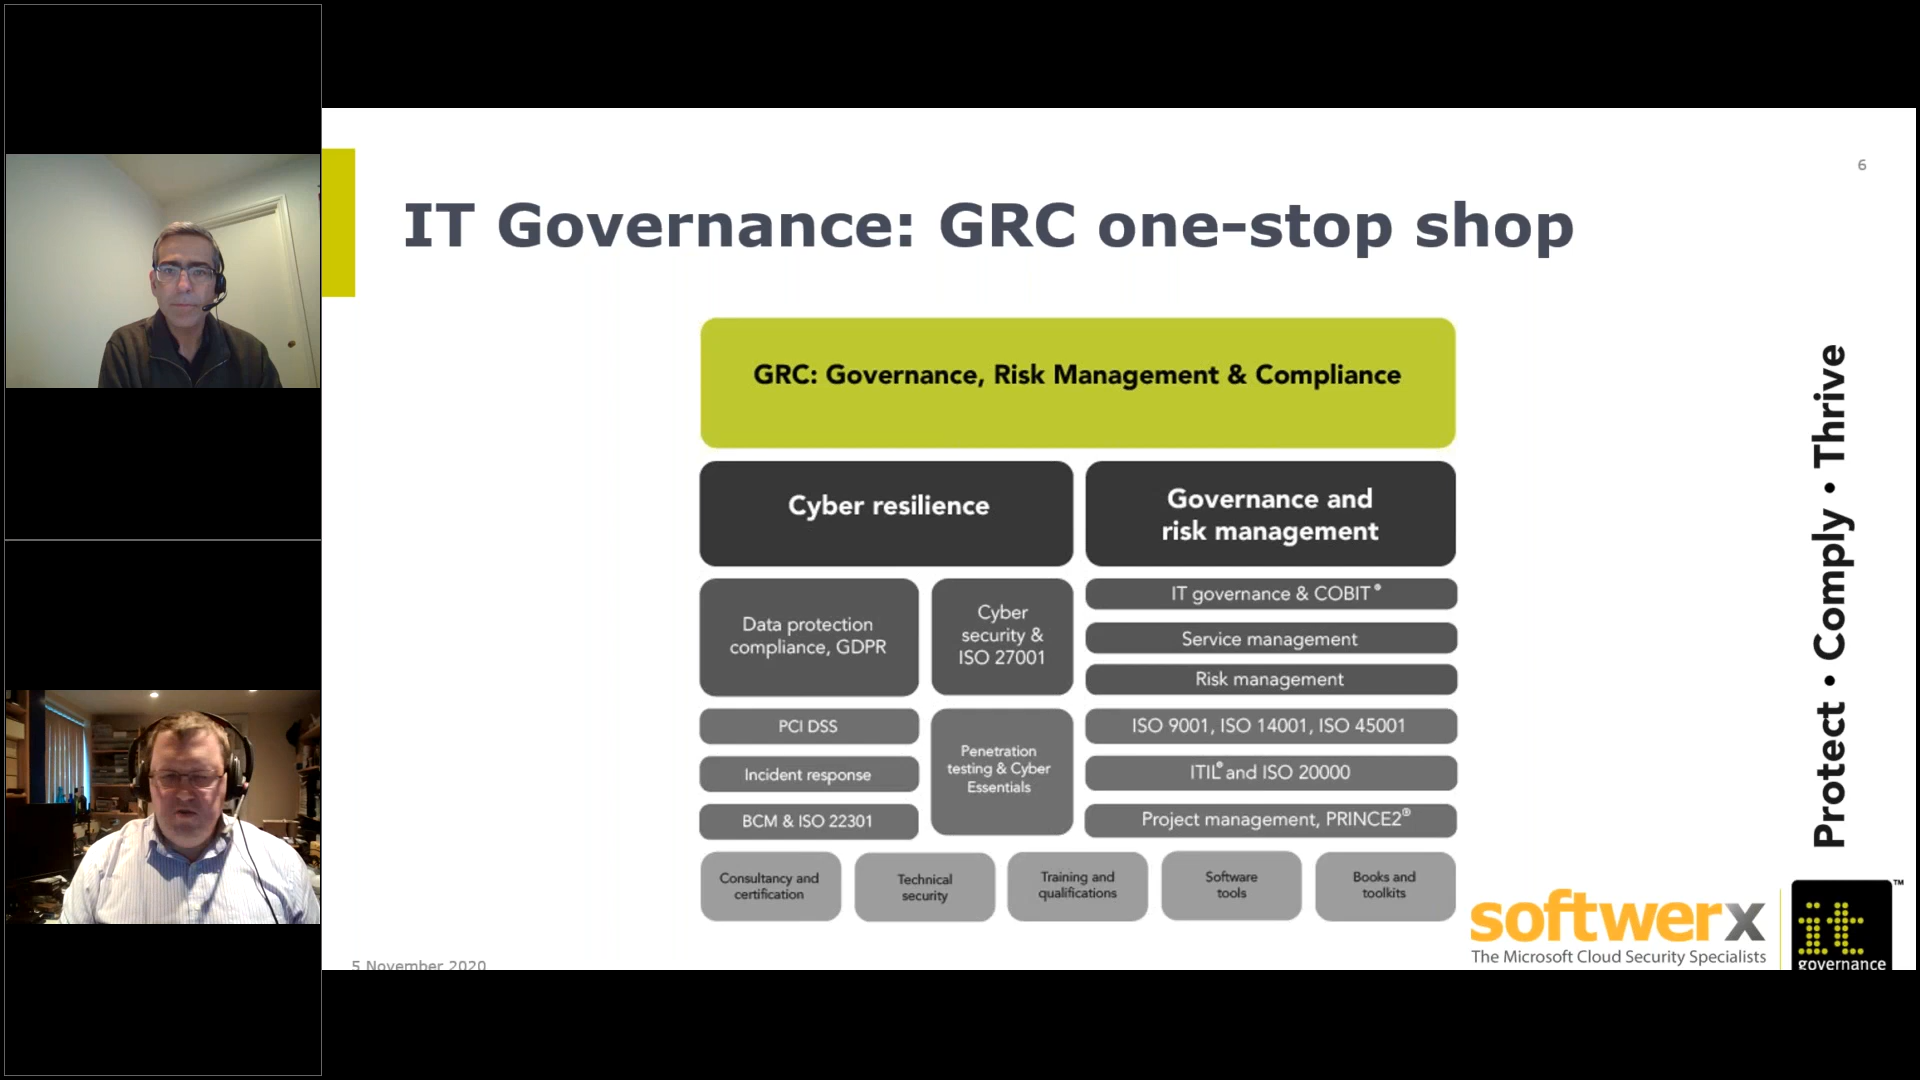 6
IT Governance: GRC one-stop shop
GRC: Governance, Risk Management & Compliance
Cyber resilience
Governance and
risk management
Data protection
compliance, GDPR
Cyber
security &
ISO 27001
IT governance & COBIT®
Service management
Risk management
PCI DSS
Incident response
BCM & ISO 22301
Penetration
testing & Cyber
Essentials
ISO 9001, ISO 14001, ISO 45001
ITIL® and ISO 20000
Project management, PRINCE2®
Consultancy and
certification
Technical
security
Training and
qualifications
Software
tools
Books and
toolkits
Protect • Comply • Thrive
softwerx
The Microsoft Cloud Security Specialists
it
governance
™
5 November 2020